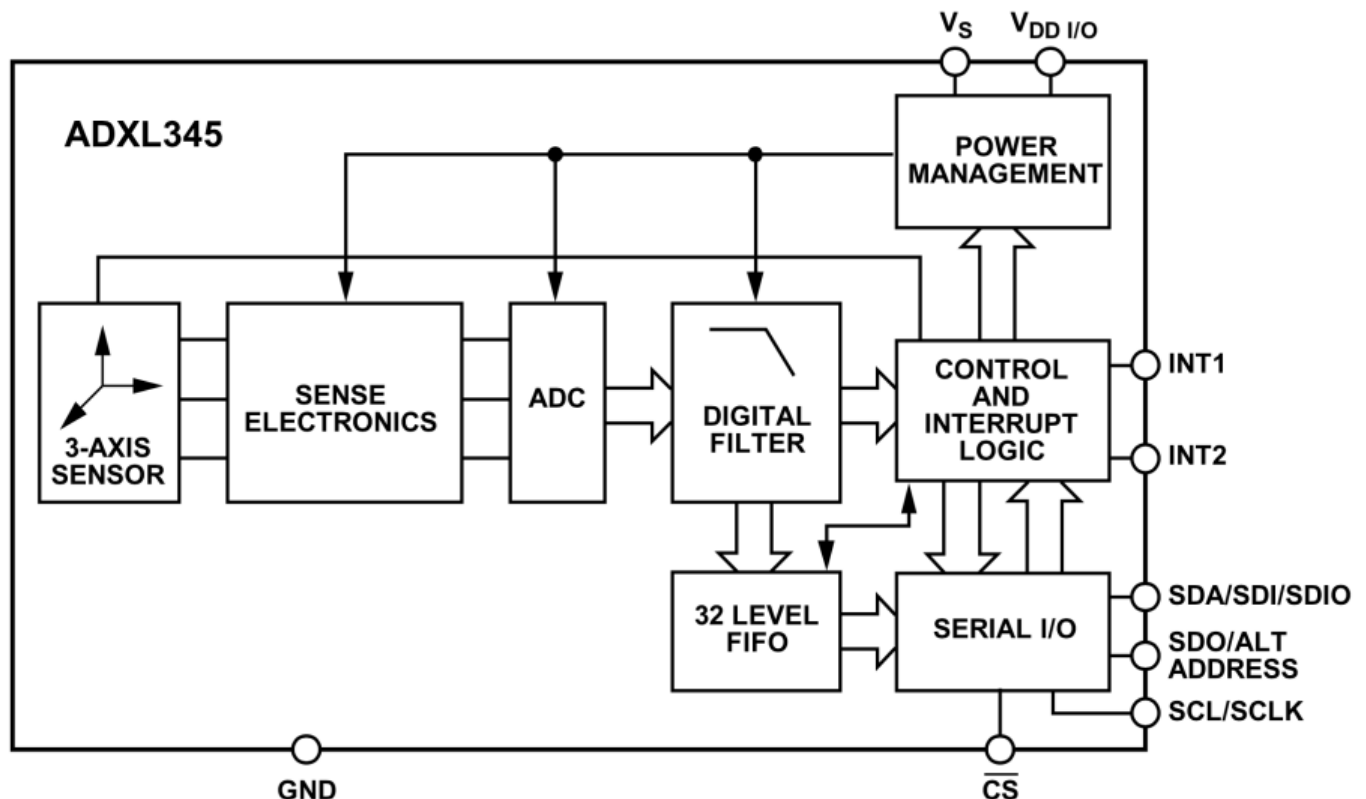 V_S
V_DD I/O
ADXL345
POWER
MANAGEMENT
3-AXIS
SENSOR
SENSE
ELECTRONICS
ADC
DIGITAL
FILTER
CONTROL
AND
INTERRUPT
LOGIC
INT1
INT2
32 LEVEL
FIFO
SERIAL I/O
SDA/SDI/SDIO
SDO/ALT
ADDRESS
SCL/SCLK
GND
C̅S̅